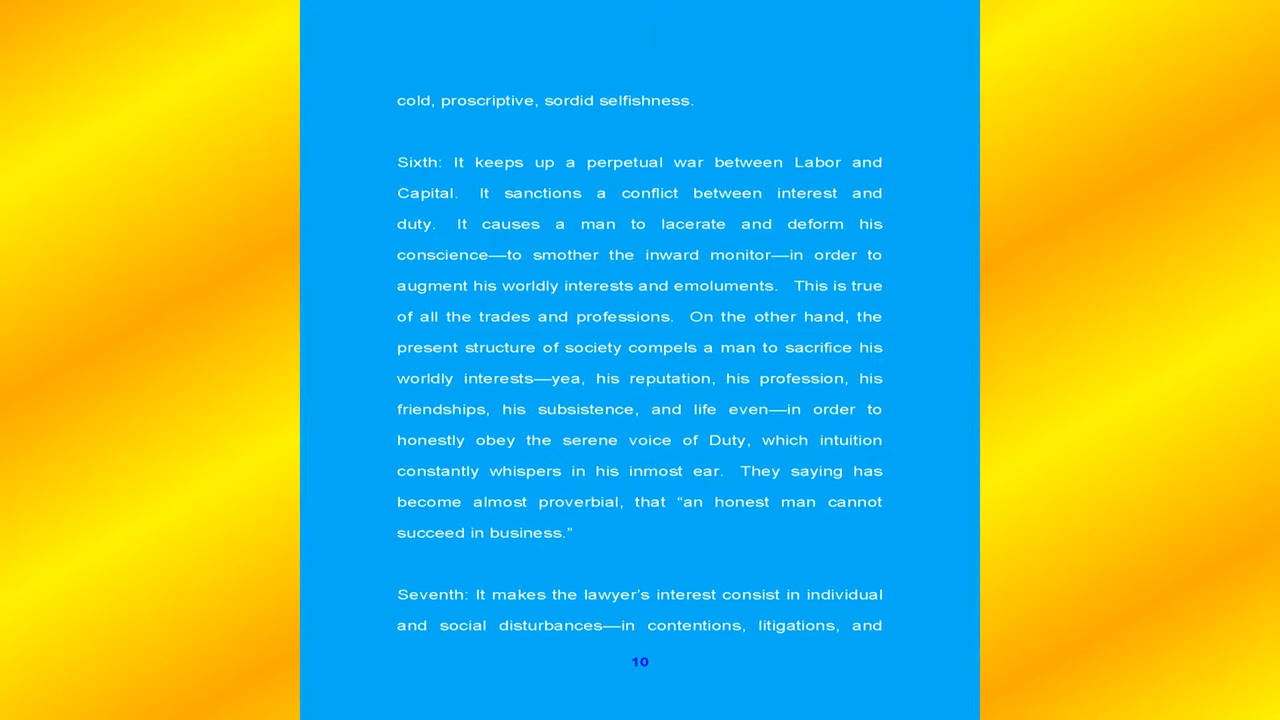 cold, proscriptive, sordid selfishness.
Sixth: It keeps up a perpetual war between Labor and
Capital. It sanctions a conflict between interest and
duty. It causes a man to lacerate and deform his
conscience—to smother the inward monitor—in order to
augment his worldly interests and emoluments. This is true
of all the trades and professions. On the other hand, the
present structure of society compels a man to sacrifice his
worldly interests—yea, his reputation, his profession, his
friendships, his subsistence, and life even—in order to
honestly obey the serene voice of Duty, which intuition
constantly whispers in his inmost ear. They saying has
become almost proverbial, that “an honest man cannot
succeed in business.”
Seventh: It makes the lawyer’s interest consist in individual
and social disturbances—in contentions, litigations, and
10